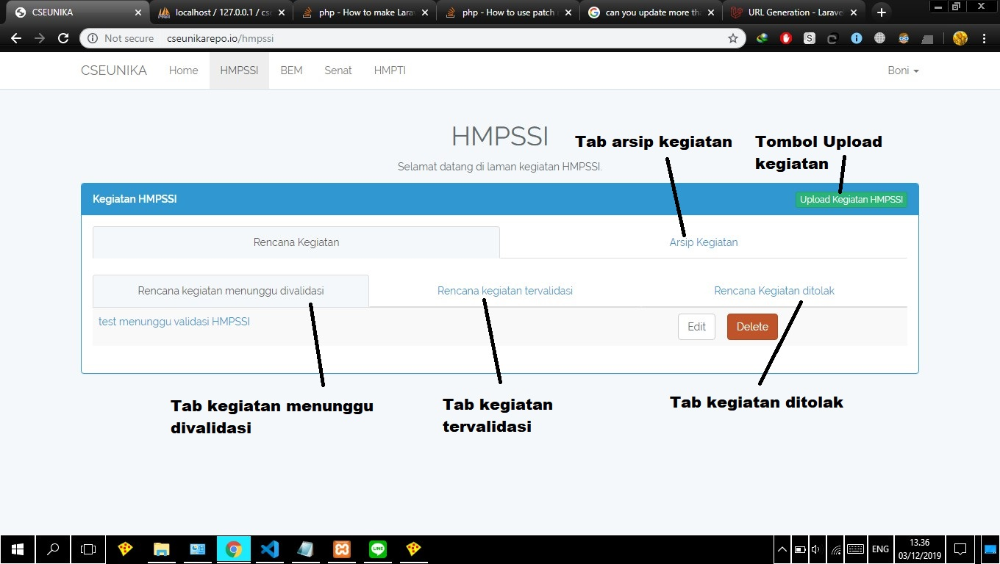 CSEUNIKA
localhost / 127.0.0.1 / cs
php - How to make Lara
php - How to use patch
can you update more th
URL Generation - Larave
Not secure
cseunikarepo.io/hmpssi
CSEUNIKA
Home
HMPSSI
BEM
Senat
HMPTI
Boni
HMPSSI
Tab arsip kegiatan
Tombol Upload
kegiatan
Selamat datang di laman kegiatan HMPSSI.
Kegiatan HMPSSI
Upload Kegiatan HMPSSI
Rencana Kegiatan
Arsip Kegiatan
Rencana kegiatan menunggu divalidasi
Rencana kegiatan tervalidasi
Rencana Kegiatan ditolak
test menunggu validasi HMPSSI
Edit
Delete
Tab kegiatan menunggu
divalidasi
Tab kegiatan
tervalidasi
Tab kegiatan ditolak
ENG
13.36
03/12/2019